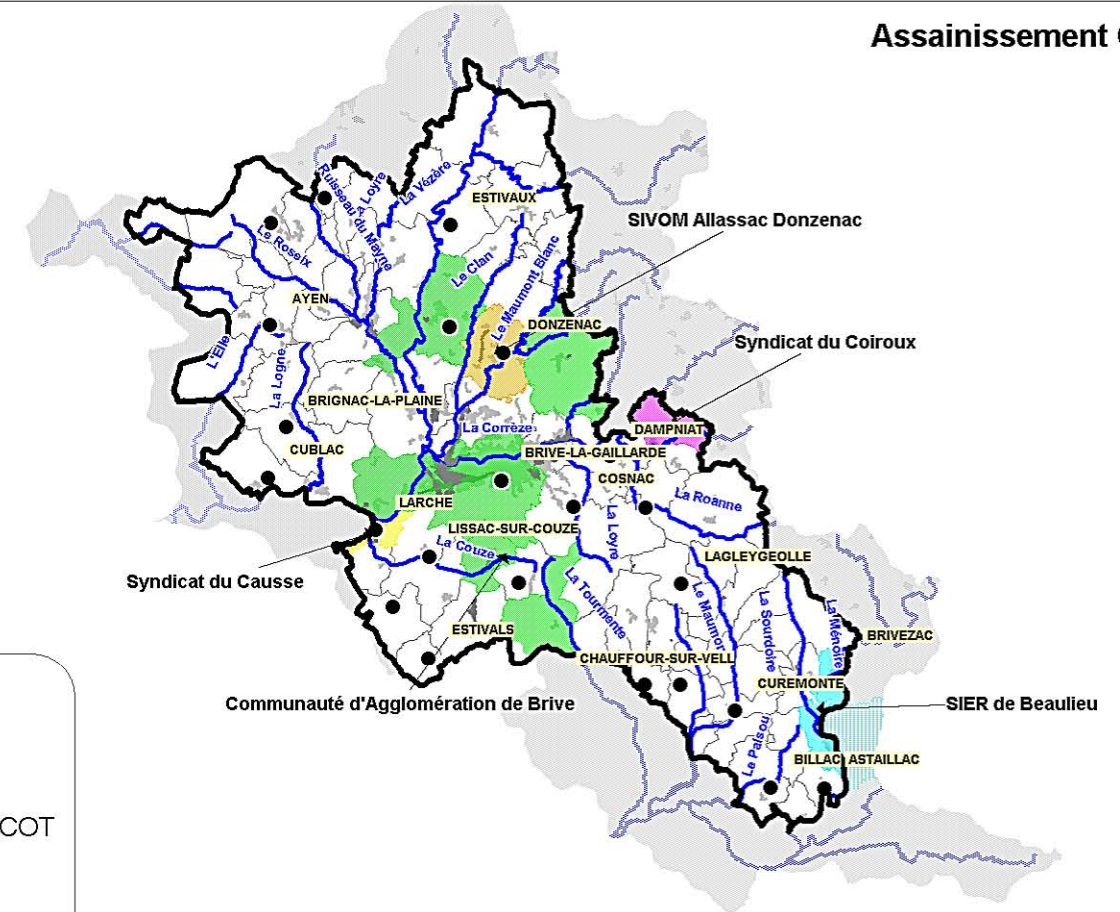 Assainissement
Ruisseau du Mayne
Loyre
La Vézère
ESTIVAUX
SIVOM Allassac Donzenac
Le Roseix
Le Clan
Le Maumont Blanc
AYEN
DONZENAC
Syndicat du Coiroux
L'Elle
La Logne
BRIGNAC-LA-PLAINE
La Corrèze
DAMPNIAT
CUBLAC
BRIVE-LA-GAILLARDE
COSNAC
LARCHE
La Roanne
LISSAC-SUR-COUZE
La Loyre
La Couze
LAGLEYGEOLLE
Syndicat du Causse
La Tourmente
Le Maumon
La Sourdoire
La Ménoire
ESTIVALS
BRIVEZAC
CHAUFFOUR-SUR-VELL
CUREMONTE
Communauté d'Agglomération de Brive
SIER de Beaulieu
Le Palsou
BILLAC
ASTAILLAC
COT